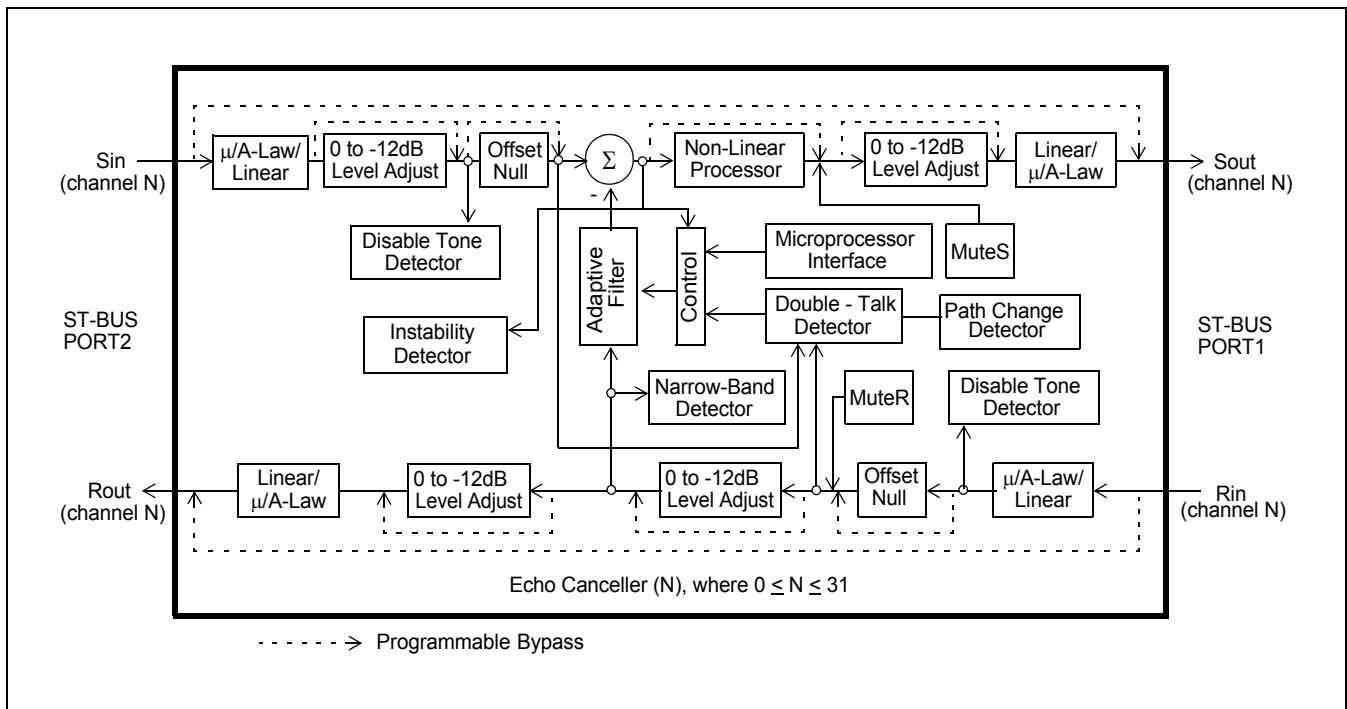 Sin
(channel N)
μ/A-Law/
Linear
0 to -12dB
Level Adjust
Offset
Null
Σ
-
Non-Linear
Processor
0 to -12dB
Level Adjust
Linear/
μ/A-Law
Sout
(channel N)
Disable Tone
Detector
Adaptive
Filter
Control
Microprocessor
Interface
MuteS
ST-BUS
PORT2
Instability
Detector
Double - Talk
Detector
Path Change
Detector
ST-BUS
PORT1
Narrow-Band
Detector
MuteR
Disable Tone
Detector
Rout
(channel N)
Linear/
μ/A-Law
0 to -12dB
Level Adjust
0 to -12dB
Level Adjust
Offset
Null
μ/A-Law/
Linear
Rin
(channel N)
Echo Canceller (N), where 0 ≤ N ≤ 31
Programmable Bypass